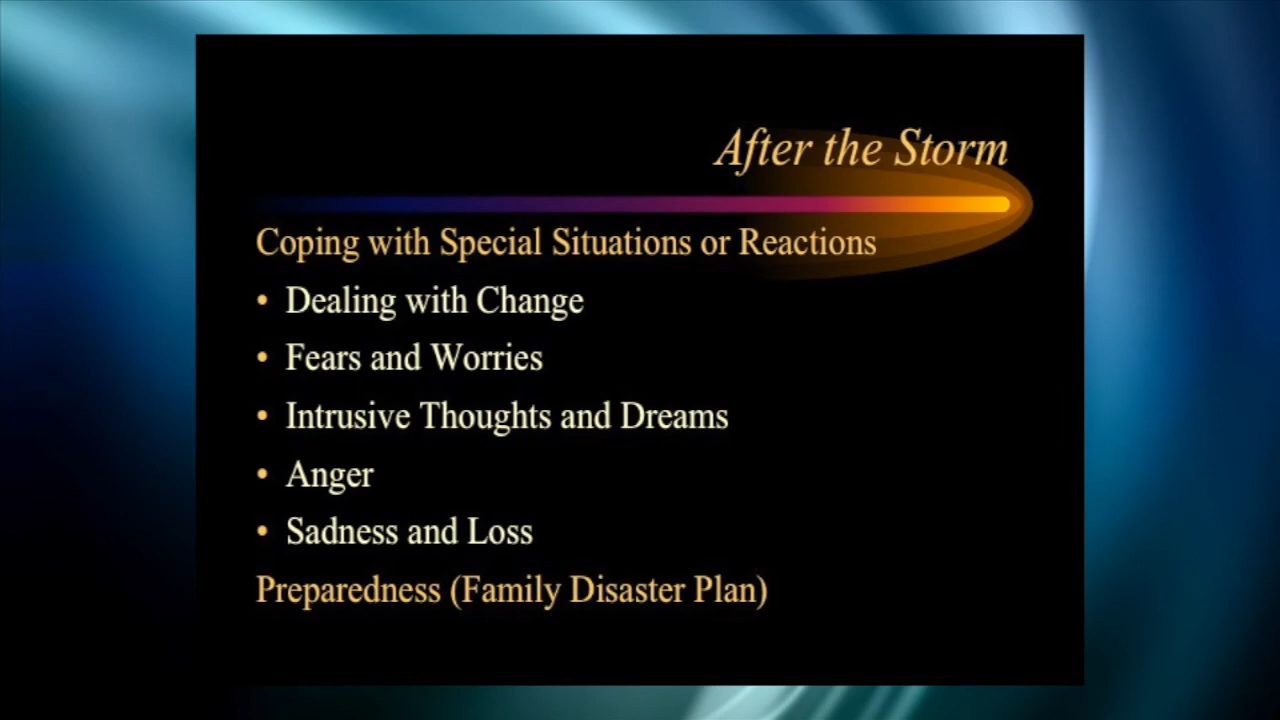 After the Storm
Coping with Special Situations or Reactions
• Dealing with Change
• Fears and Worries
• Intrusive Thoughts and Dreams
• Anger
• Sadness and Loss
Preparedness (Family Disaster Plan)